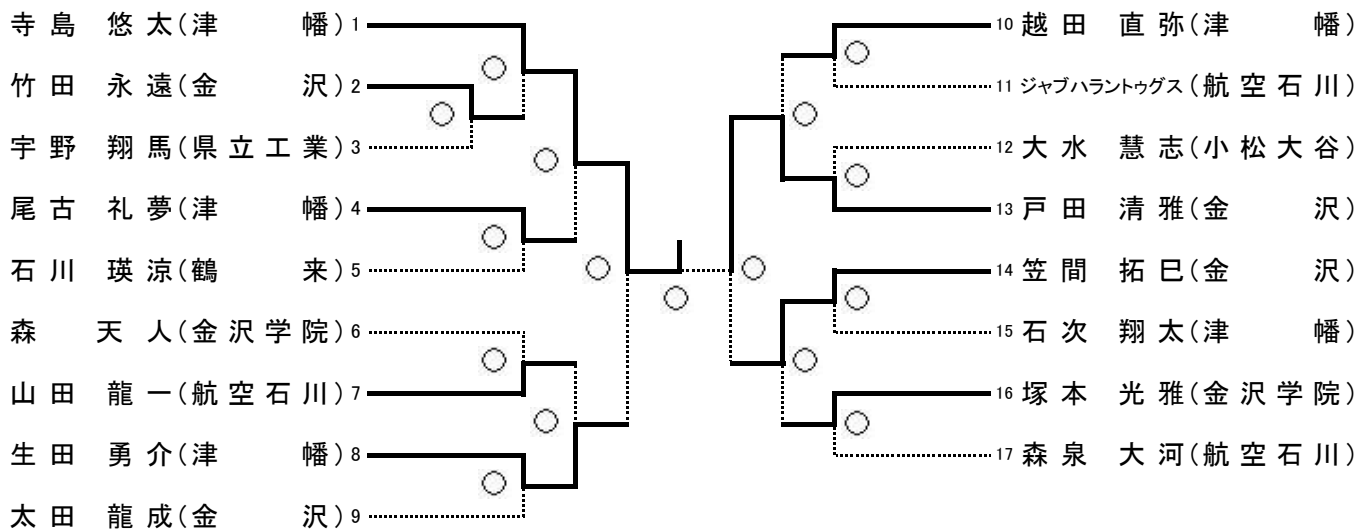 寺島 悠太(津 幡) 1
竹田 永遠(金 沢) 2
宇野 翔馬(県立工業) 3
尾古 礼夢(津 幡) 4
石川 瑛涼(鶴 来) 5
森 天人(金沢学院) 6
山田 龍一(航空石川) 7
生田 勇介(津 幡) 8
太田 龍成(金 沢) 9
10 越田 直弥(津 幡)
11 ジャブハラントゥグス(航空石川)
12 大水 慧志(小松大谷)
13 戸田 清雅(金 沢)
14 笠間 拓巳(金 沢)
15 石次 翔太(津 幡)
16 塚本 光雅(金沢学院)
17 森泉 大河(航空石川)